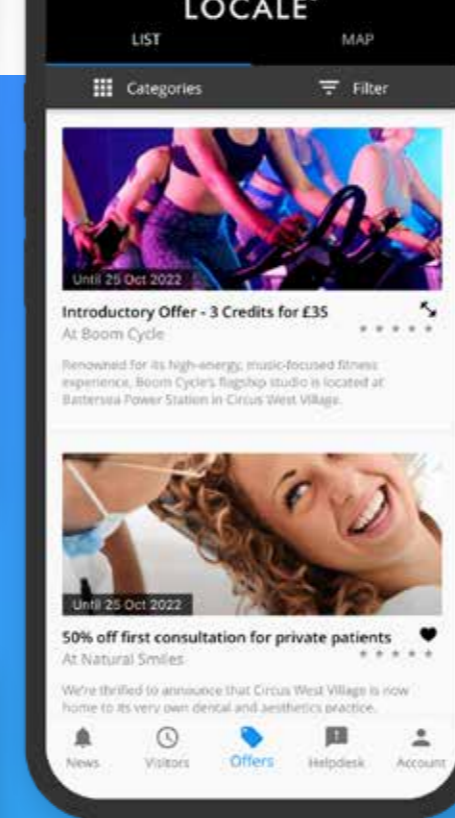 LOCALE
LIST
MAP
Categories
Filter
Until 25 Oct 2022
Introductory Offer - 3 Credits for £35
At Boom Cycle
Renowned for its high-energy, music-focused fitness
experience, Boom Cycle's flagship studio is located at
Battersea Power Station in Circus West Village.
Until 25 Oct 2022
50% off first consultation for private patients
At Natural Smiles
We're thrilled to announce that Circus West Village is now
home to its very own dental and aesthetics practice.
News
Visitors
Offers
Helpdesk
Account